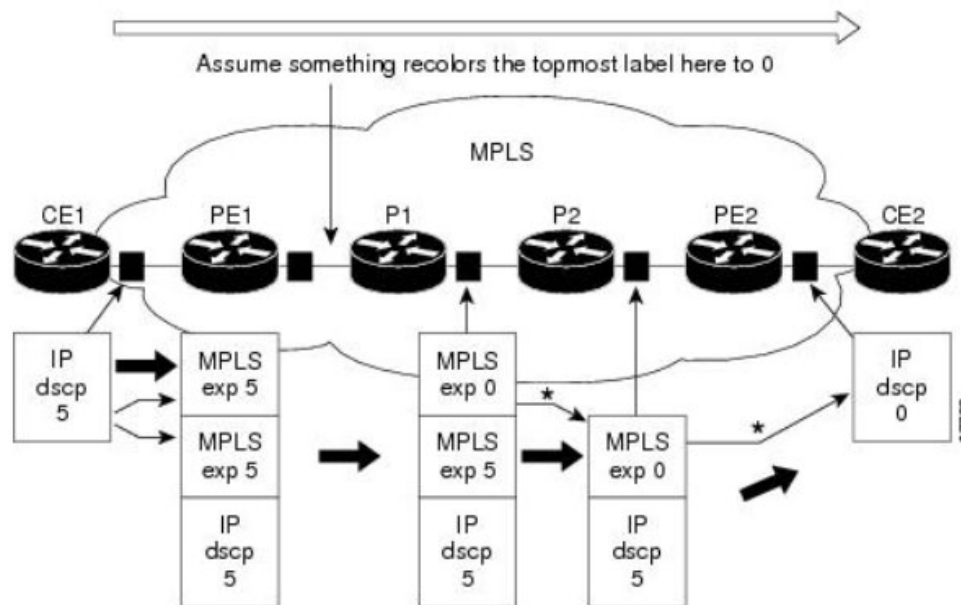 Assume something recolors the topmost label here to 0
MPLS
CE1
PE1
P1
P2
PE2
CE2
IP
dscp
5
MPLS
exp 5
MPLS
exp 5
IP
dscp
5
MPLS
exp 0
MPLS
exp 5
IP
dscp
5
*
MPLS
exp 0
IP
dscp
5
*
IP
dscp
0